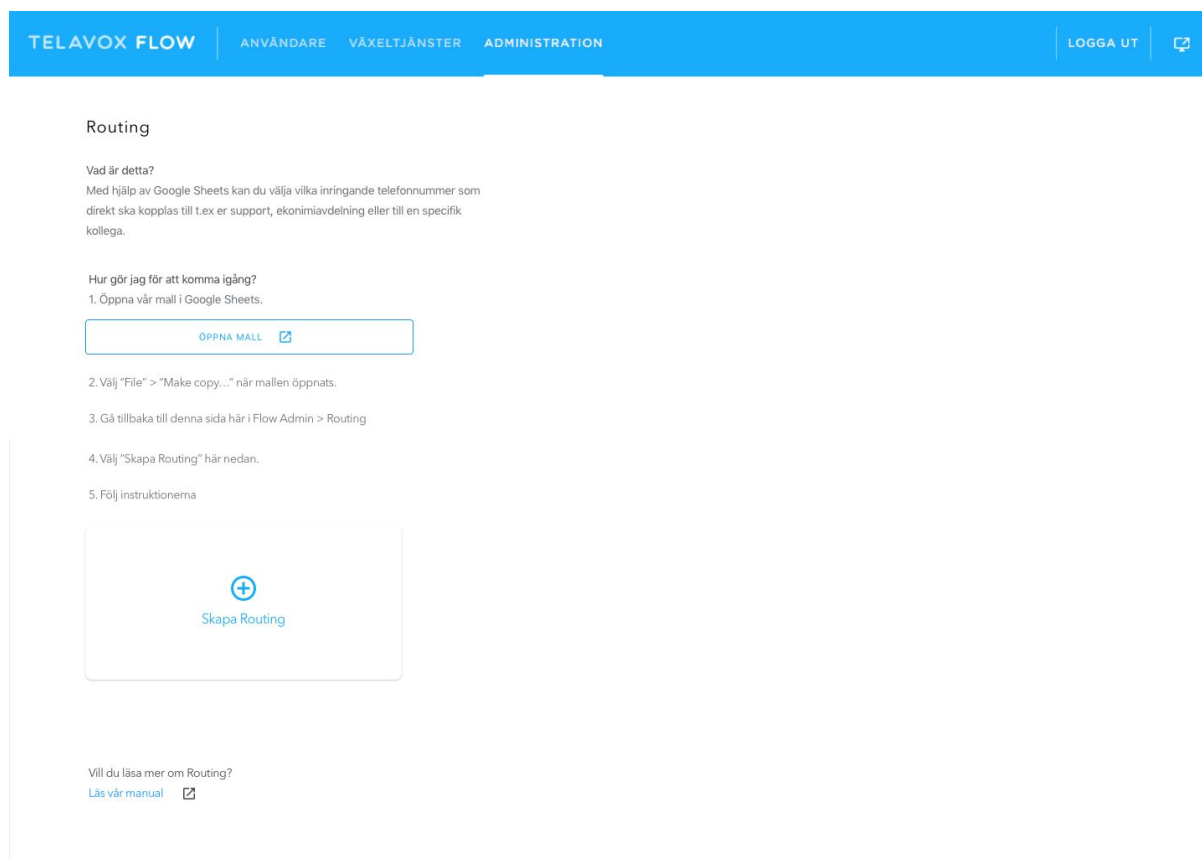 TELAVOX FLOW
ANVÄNDARE
VÄXELTJÄNSTER
ADMINISTRATION
LOGGA UT
Routing
Vad är detta?
Med hjälp av Google Sheets kan du välja vilka inringande telefonnummer som
direkt ska kopplas till t.ex er support, ekonimiavdelning eller till en specifik
kollega.
Hur gör jag för att komma igång?
1. Öppna vår mall i Google Sheets.
ÖPPNA MALL
2. Välj "File" > "Make copy…" när mallen öppnats.
3. Gå tillbaka till denna sida här i Flow Admin > Routing
4. Välj "Skapa Routing" här nedan.
5. Följ instruktionerna
Skapa Routing
Vill du läsa mer om Routing?
Läs vår manual